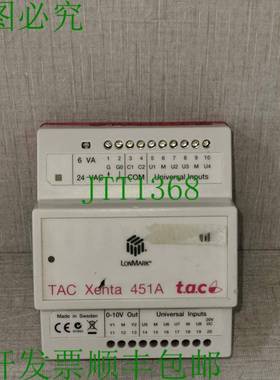 图必究
1 2 3 4 5 6 7 8 9 10
6 VA
G G0 C1 C2 U1 M U2 U3 M U4
24 VAC
COM
Universal Inputs
JTT1368
LONMARK®
TAC Xenta 451A
t.a.c
Made in Sweden
0-10V Out
Universal Inputs
CE
开发票顺丰包邮